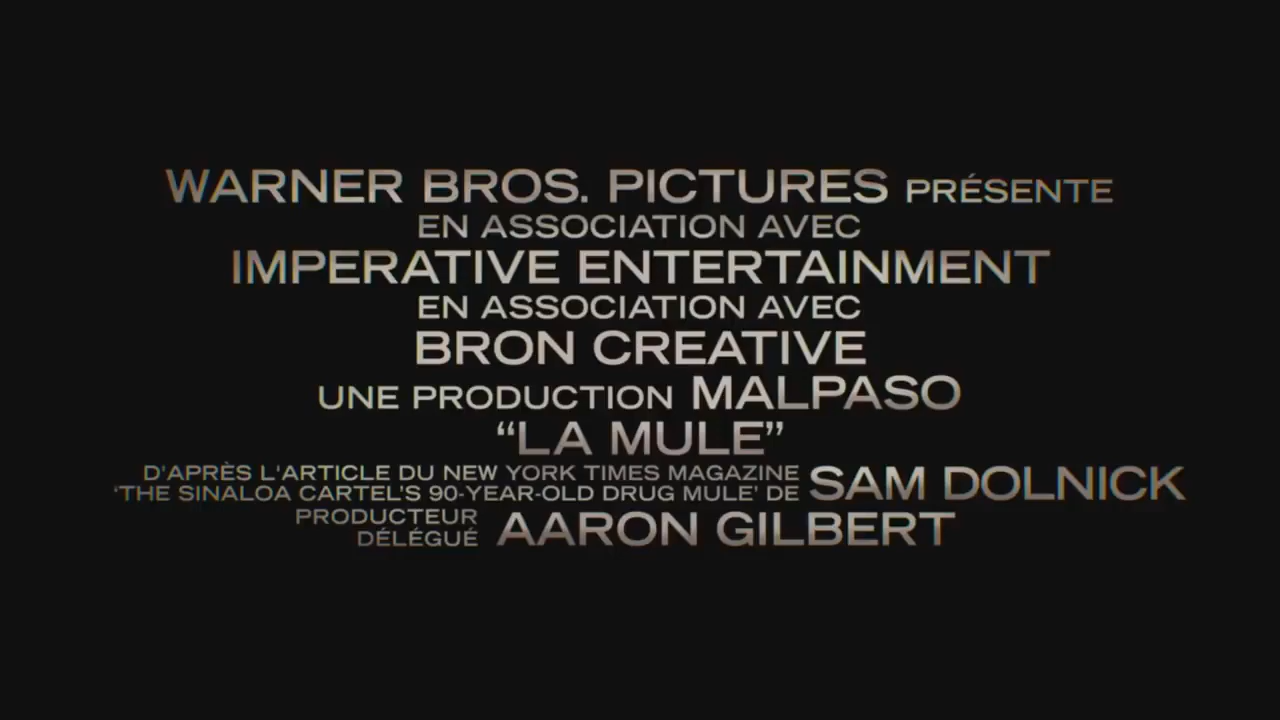 WARNER BROS. PICTURES PRÉSENTE
EN ASSOCIATION AVEC
IMPERATIVE ENTERTAINMENT
EN ASSOCIATION AVEC
BRON CREATIVE
UNE PRODUCTION MALPASO
“LA MULE”
D'APRÈS L'ARTICLE DU NEW YORK TIMES MAGAZINE
‘THE SINALOA CARTEL’S 90-YEAR-OLD DRUG MULE’ DE SAM DOLNICK
PRODUCTEUR
DÉLÉGUÉ AARON GILBERT